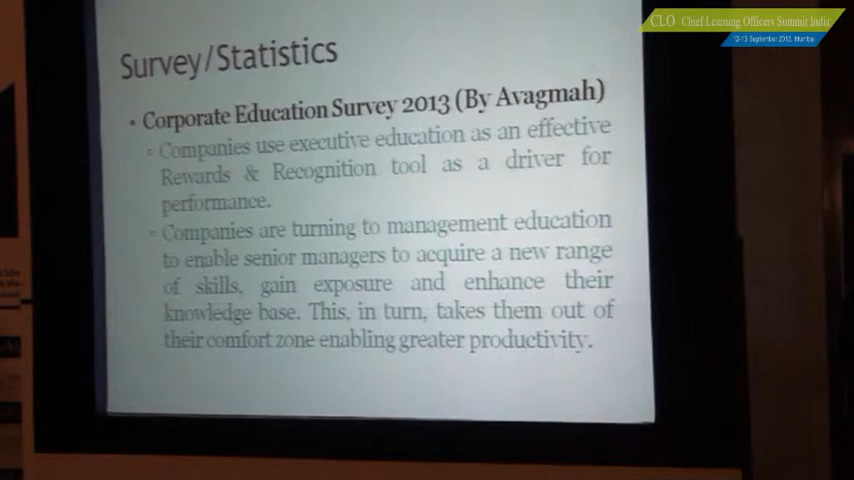 CLO Chief Learning Officers Summit India
12-13 September 2013, Mumbai
Survey/Statistics
• Corporate Education Survey 2013 (By Avagmah)
▫ Companies use executive education as an effective
Rewards & Recognition tool as a driver for
performance.
▫ Companies are turning to management education
to enable senior managers to acquire a new range
of skills, gain exposure and enhance their
knowledge base. This, in turn, takes them out of
their comfort zone enabling greater productivity.